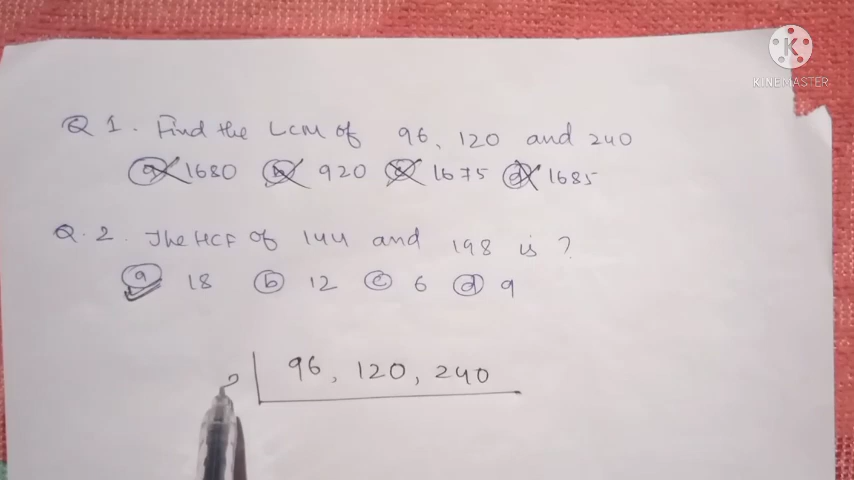 K
KINEMASTER
Q 1. Find the LCM of 96, 120 and 240
a 1680 b 920 c 1675 d 1685
Q.2. The HCF of 144 and 198 is ?
a 18 b 12 c 6 d 9
2 96, 120, 240